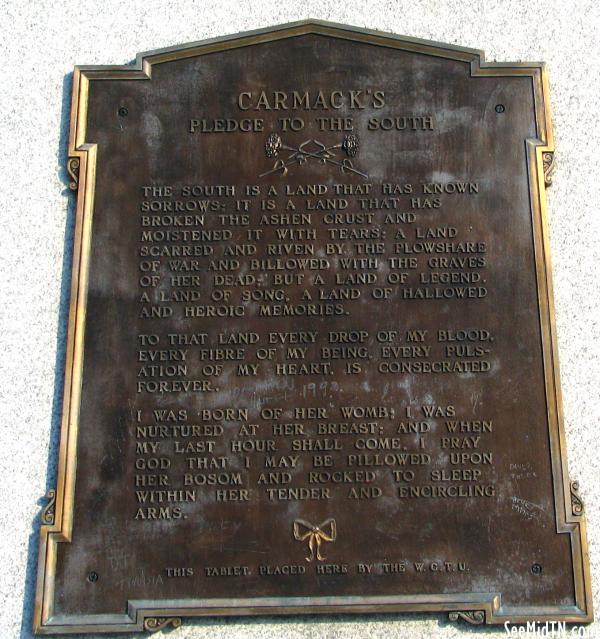 CARMACK'S
PLEDGE TO THE SOUTH
THE SOUTH IS A LAND THAT HAS KNOWN
SORROWS; IT IS A LAND THAT HAS
BROKEN THE ASHEN CRUST AND
MOISTENED IT WITH TEARS; A LAND
SCARRED AND RIVEN BY THE PLOWSHARE
OF WAR AND BILLOWED WITH THE GRAVES
OF HER DEAD; BUT A LAND OF LEGEND,
A LAND OF SONG, A LAND OF HALLOWED
AND HEROIC MEMORIES.
TO THAT LAND EVERY DROP OF MY BLOOD,
EVERY FIBRE OF MY BEING, EVERY PULS-
ATION OF MY HEART, IS CONSECRATED
FOREVER.
1992
I WAS BORN OF HER WOMB; I WAS
NURTURED AT HER BREAST; AND WHEN
MY LAST HOUR SHALL COME, I PRAY
GOD THAT I MAY BE PILLOWED UPON
HER BOSOM AND ROCKED TO SLEEP
WITHIN HER TENDER AND ENCIRCLING
ARMS.
THIS TABLET PLACED HERE BY THE W.C.T.U.
SeeMidTN.com